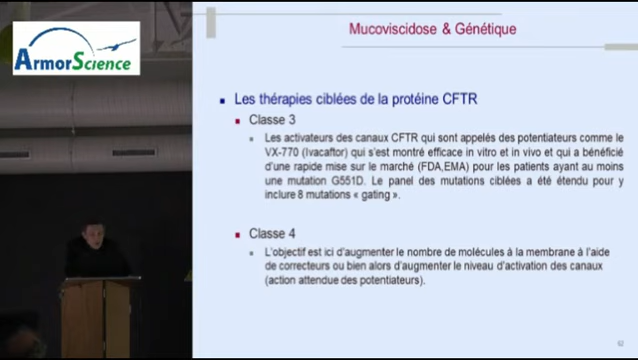 ArmorScience
Mucoviscidose & Génétique
Les thérapies ciblées de la protéine CFTR
Classe 3
Les activateurs des canaux CFTR qui sont appelés des potentiateurs comme le
VX-770 (Ivacaftor) qui s'est montré efficace in vitro et in vivo et qui a bénéficié
d'une rapide mise sur le marché (FDA,EMA) pour les patients ayant au moins
une mutation G551D. Le panel des mutations ciblées a été étendu pour y
inclure 8 mutations « gating ».
Classe 4
L'objectif est ici d'augmenter le nombre de molécules à la membrane à l'aide
de correcteurs ou bien alors d'augmenter le niveau d'activation des canaux
(action attendue des potentiateurs).
62